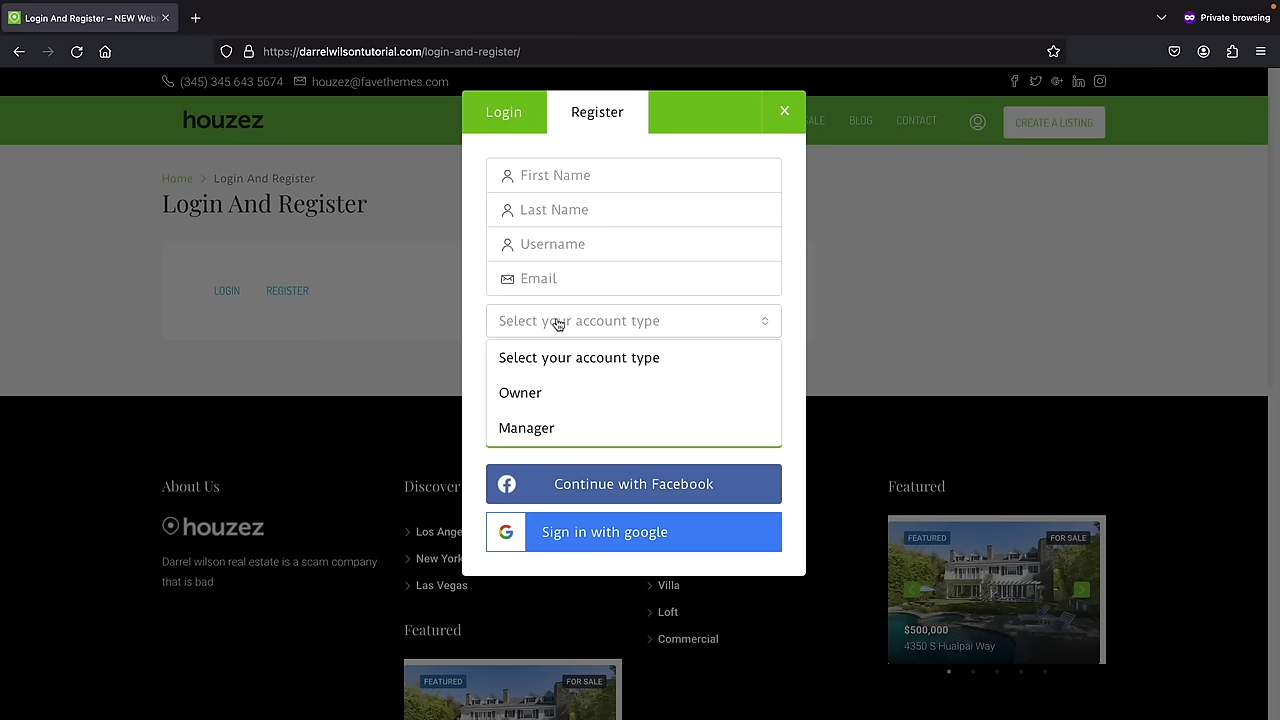 Login And Register – NEW Web
Private browsing
https://darrelwilsontutorial.com/login-and-register/
(345) 345 643 5674
houzez@favethemes.com
houzez
BLOG
CONTACT
CREATE A LISTING
Login
Register
Home
Login And Register
Login And Register
LOGIN
REGISTER
First Name
Last Name
Username
Email
Select your account type
Select your account type
Owner
Manager
Continue with Facebook
Sign in with google
About Us
houzez
Darrel wilson real estate is a scam company
that is bad
Discover
Los Ange
New York
Las Vegas
Featured
FEATURED
FOR SALE
Villa
Loft
Commercial
Featured
FEATURED
FOR SALE
$500,000
4350 S Hualpai Way